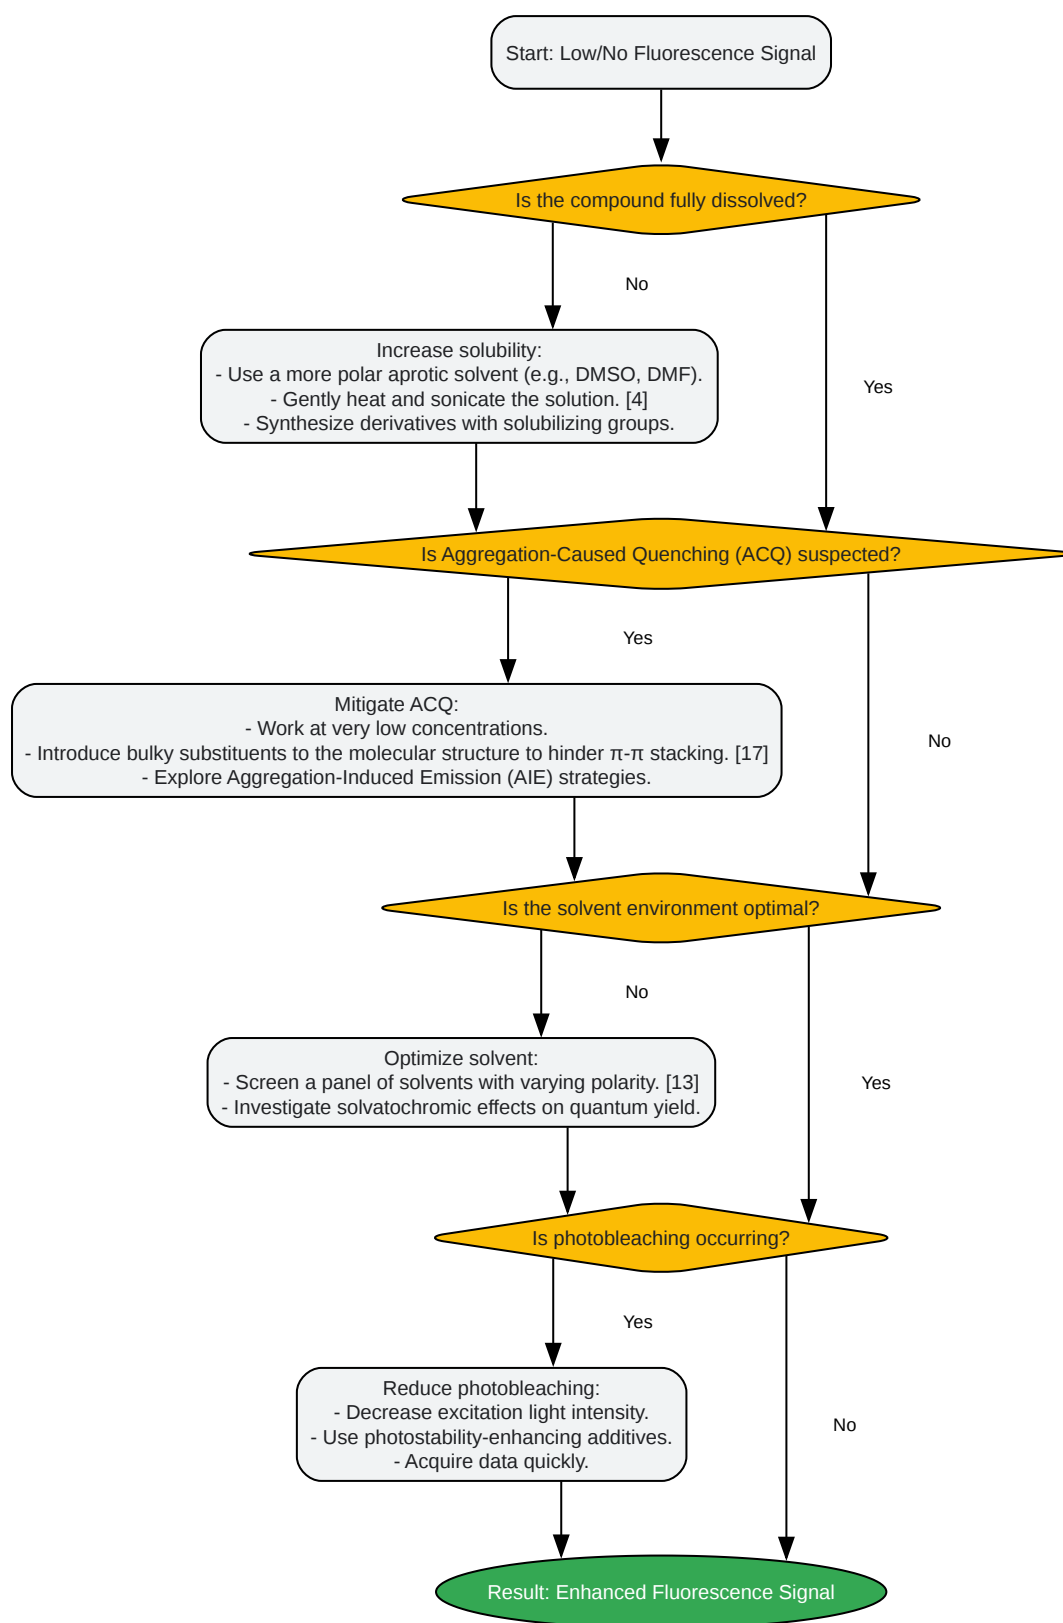 Start: Low/No Fluorescence Signal
Is the compound fully dissolved?
No
Increase solubility:
- Use a more polar aprotic solvent (e.g., DMSO, DMF).
- Gently heat and sonicate the solution. [4]
- Synthesize derivatives with solubilizing groups.
Yes
Is Aggregation-Caused Quenching (ACQ) suspected?
Yes
Mitigate ACQ:
- Work at very low concentrations.
- Introduce bulky substituents to the molecular structure to hinder π-π stacking. [17]
- Explore Aggregation-Induced Emission (AIE) strategies.
No
Is the solvent environment optimal?
No
Optimize solvent:
- Screen a panel of solvents with varying polarity. [13]
- Investigate solvatochromic effects on quantum yield.
Yes
Is photobleaching occurring?
Yes
Reduce photobleaching:
- Decrease excitation light intensity.
- Use photostability-enhancing additives.
- Acquire data quickly.
No
Result: Enhanced Fluorescence Signal